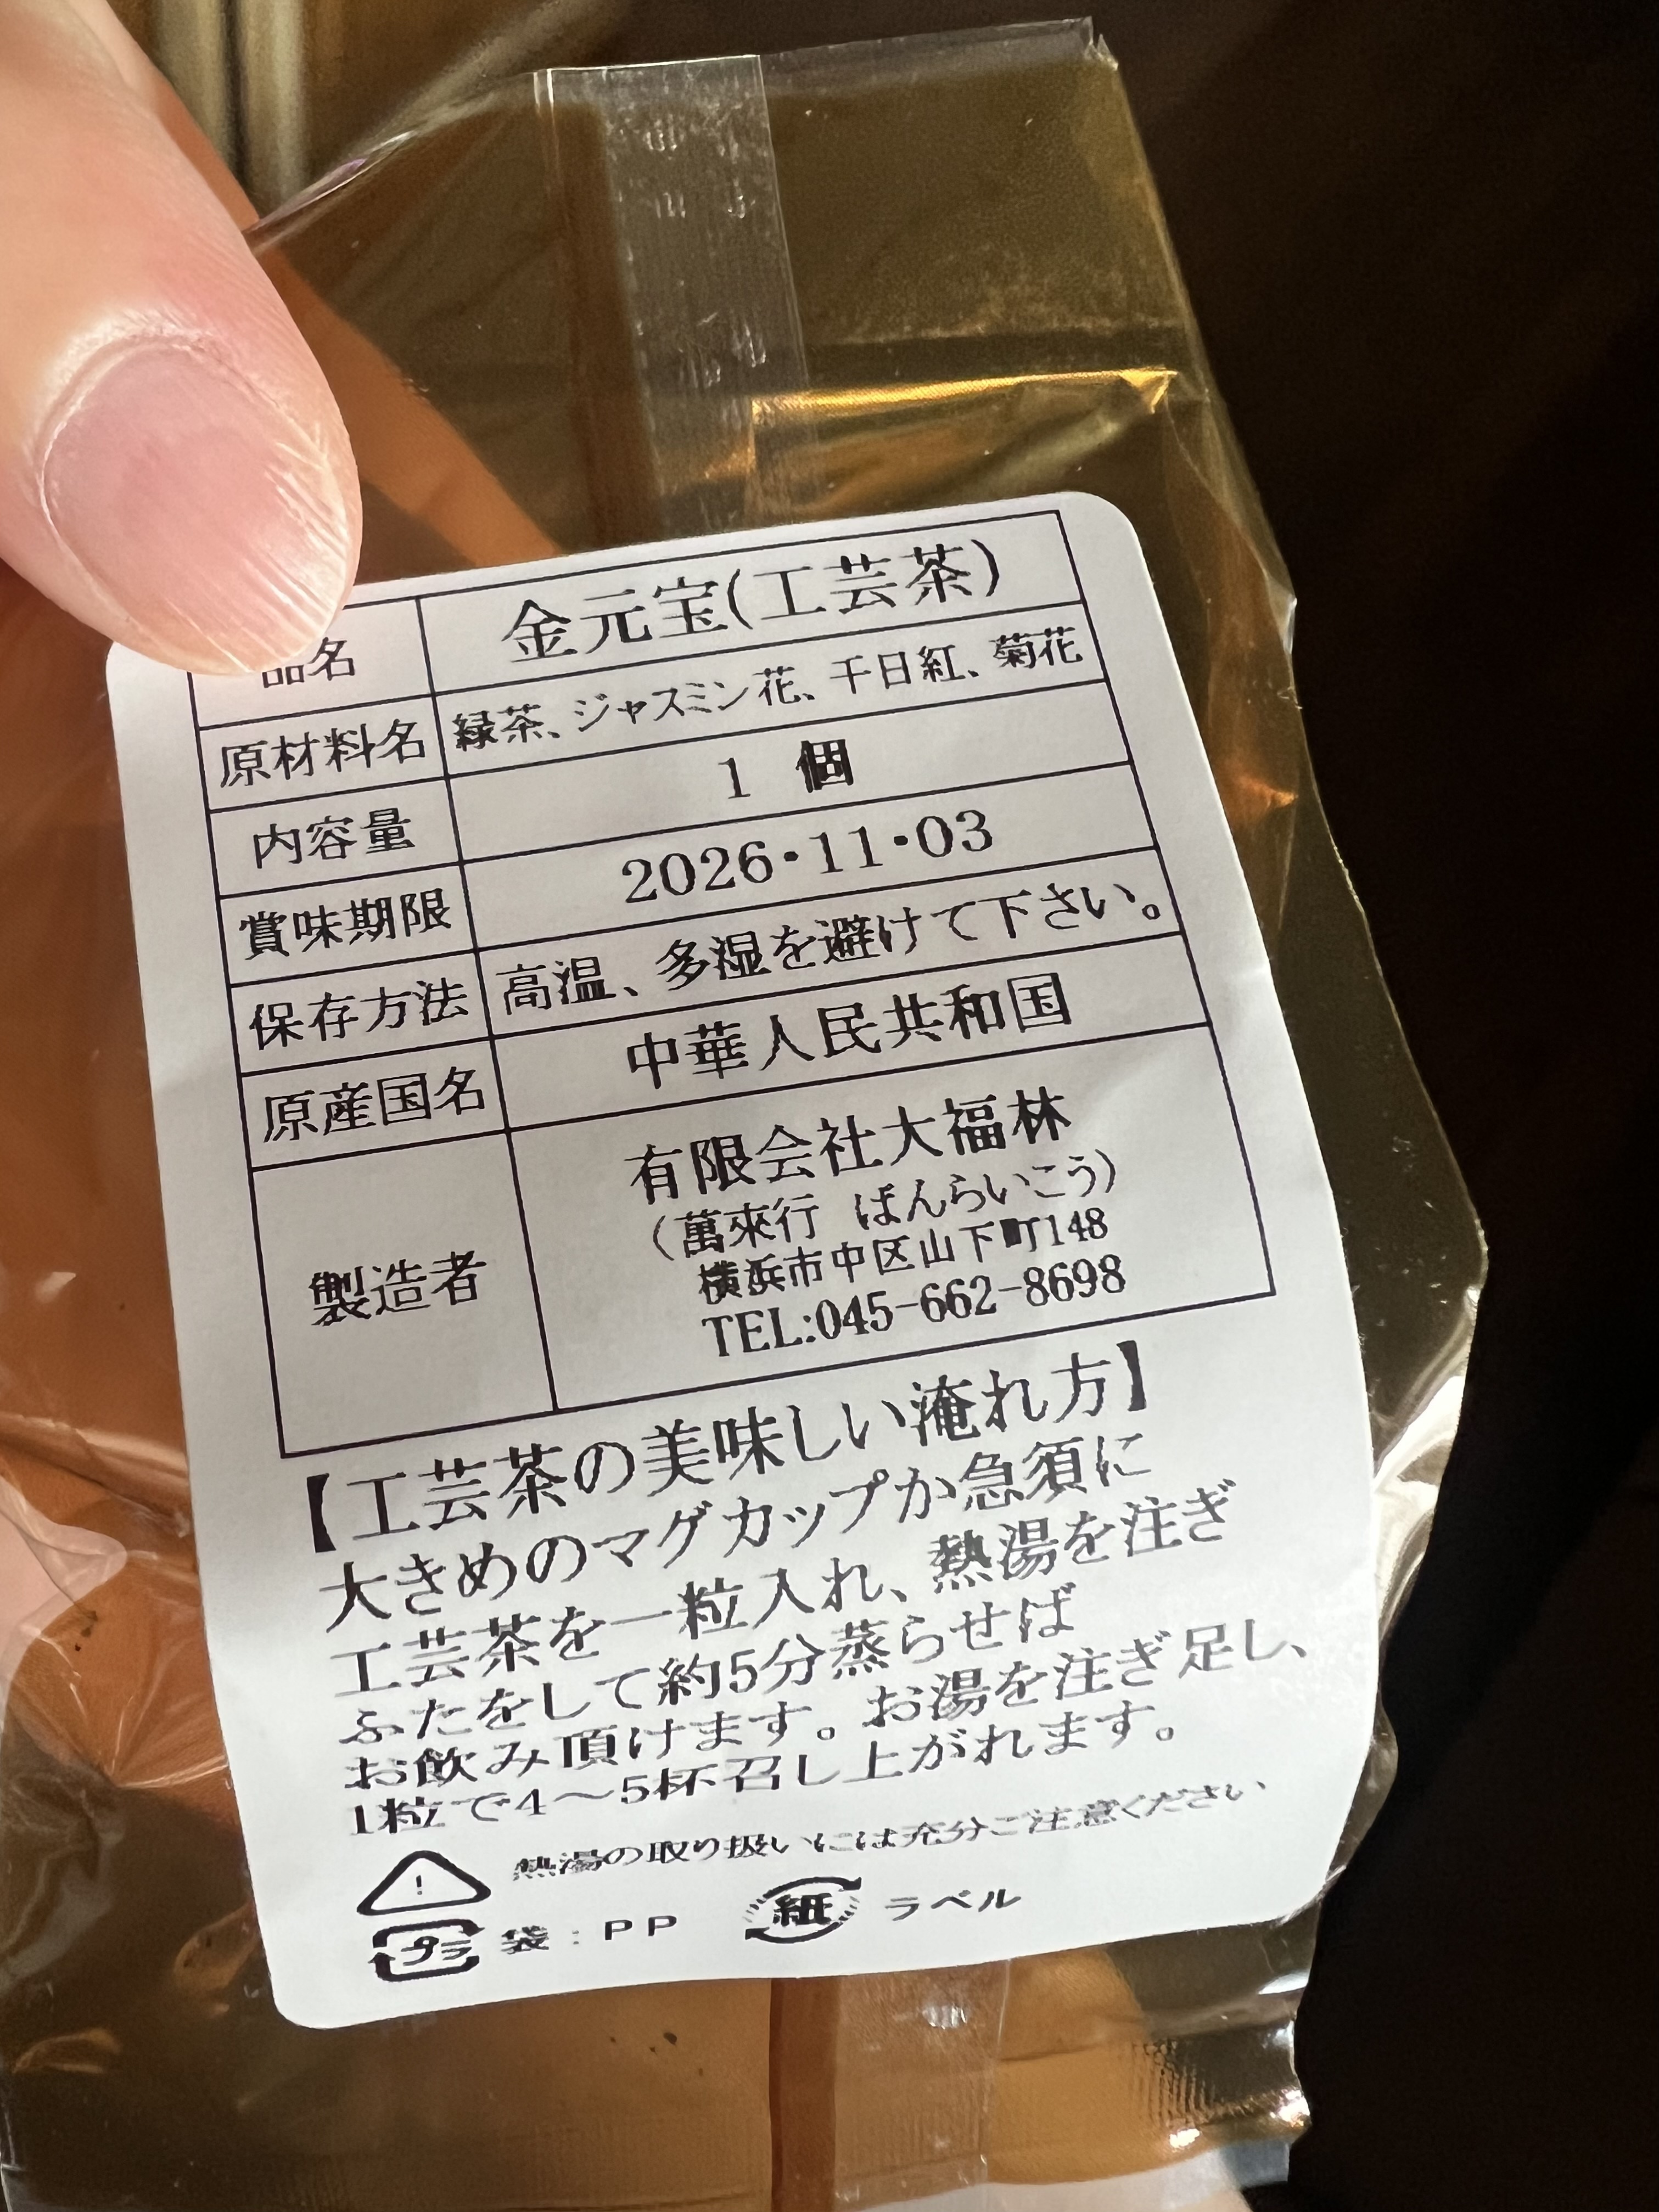 品名 金元宝(工芸茶)
原材料名 緑茶、ジャスミン花、千日紅、菊花
内容量 1 個
賞味期限 2026・11・03
保存方法 高温、多湿を避けて下さい。
原産国名 中華人民共和国
製造者 有限会社大福林
(萬來行 ばんらいこう)
横浜市中区山下町148
TEL:045-662-8698
【工芸茶の美味しい淹れ方】
大きめのマグカップか急須に
工芸茶を一粒入れ、熱湯を注ぎ
ふたをして約5分蒸らせば
お飲み頂けます。お湯を注ぎ足し、
1粒で4～5杯召し上がれます。
! 熱湯の取り扱いには充分ご注意ください
プラ 袋：PP 紙 ラベル